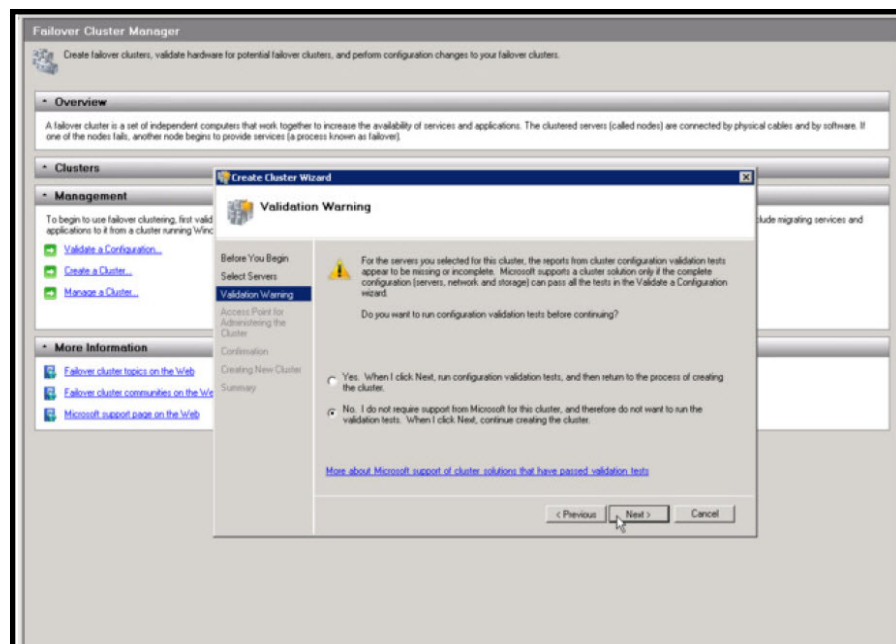 Failover Cluster Manager
Create failover clusters, validate hardware for potential failover clusters, and perform configuration changes to your failover clusters.
Overview
A failover cluster is a set of independent computers that work together to increase the availability of services and applications. The clustered servers (called nodes) are connected by physical cables and by software. If
one of the nodes fails, another node begins to provide services (a process known as failover).
Clusters
Management
To begin to use failover clustering, first valid
clude migrating services and
applications to it from a cluster running Wind
Validate a Configuration...
Create a Cluster...
Manage a Cluster...
More Information
Failover cluster topics on the Web
Failover cluster communities on the We
Microsoft support page on the Web
Create Cluster Wizard
Validation Warning
Before You Begin
Select Servers
Validation Warning
Access Point for
Administering the
Cluster
Confirmation
Creating New Cluster
Summary
For the servers you selected for this cluster, the reports from cluster configuration validation tests
appear to be missing or incomplete. Microsoft supports a cluster solution only if the complete
configuration (servers, network and storage) can pass all the tests in the Validate a Configuration
wizard.
Do you want to run configuration validation tests before continuing?
Yes. When I click Next, run configuration validation tests, and then return to the process of creating
the cluster.
No. I do not require support from Microsoft for this cluster, and therefore do not want to run the
validation tests. When I click Next, continue creating the cluster.
More about Microsoft support of cluster solutions that have passed validation tests
< Previous
Next >
Cancel